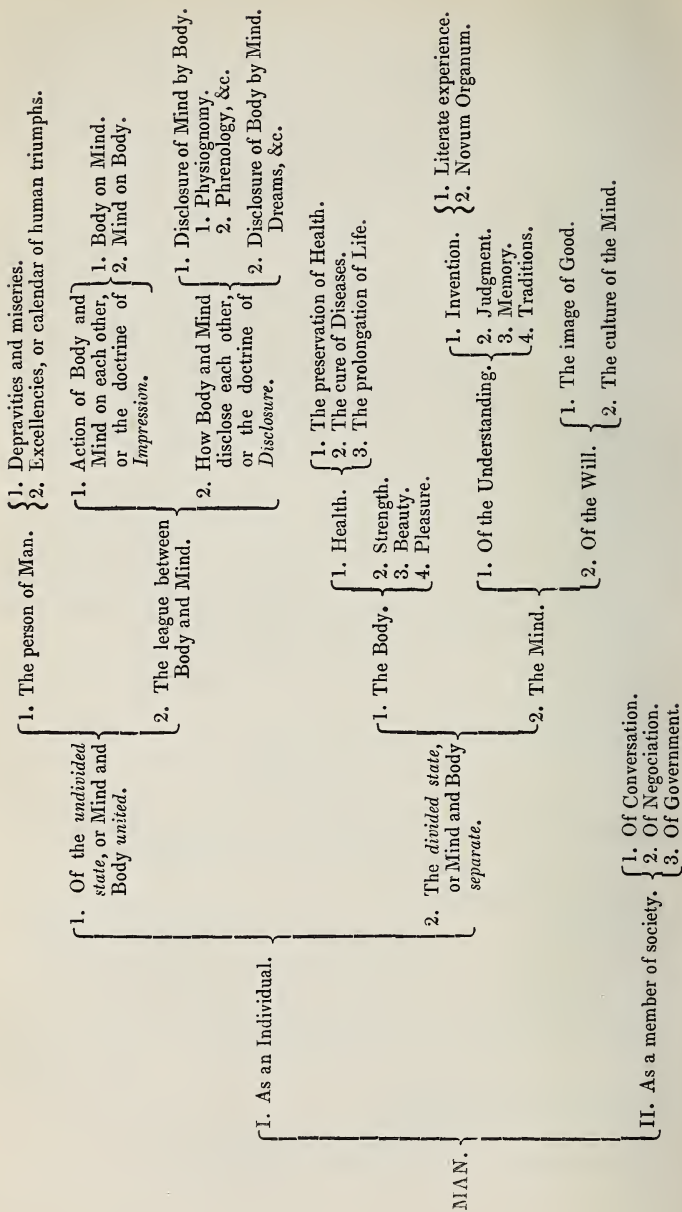 MAN.
I. As an Individual.
1. Of the undivided
state, or Mind and
Body united.
1. The person of Man.
1. Depravities and miseries.
2. Excellencies, or calendar of human triumphs.
2. The league between
Body and Mind.
1. Action of Body and
Mind on each other,
or the doctrine of
Impression.
1. Body on Mind.
2. Mind on Body.
2. How Body and Mind
disclose each other,
or the doctrine of
Disclosure.
1. Disclosure of Mind by Body.
1. Physiognomy.
2. Phrenology, &c.
2. Disclosure of Body by Mind.
Dreams, &c.
2. The divided state,
or Mind and Body
separate.
1. The Body.
1. Health.
1. The preservation of Health.
2. The cure of Diseases.
3. The prolongation of Life.
2. Strength.
3. Beauty.
4. Pleasure.
2. The Mind.
1. Of the Understanding.
1. Invention.
1. Literate experience.
2. Novum Organum.
2. Judgment.
3. Memory.
4. Traditions.
2. Of the Will.
1. The image of Good.
2. The culture of the Mind.
II. As a member of society.
1. Of Conversation.
2. Of Negociation.
3. Of Government.